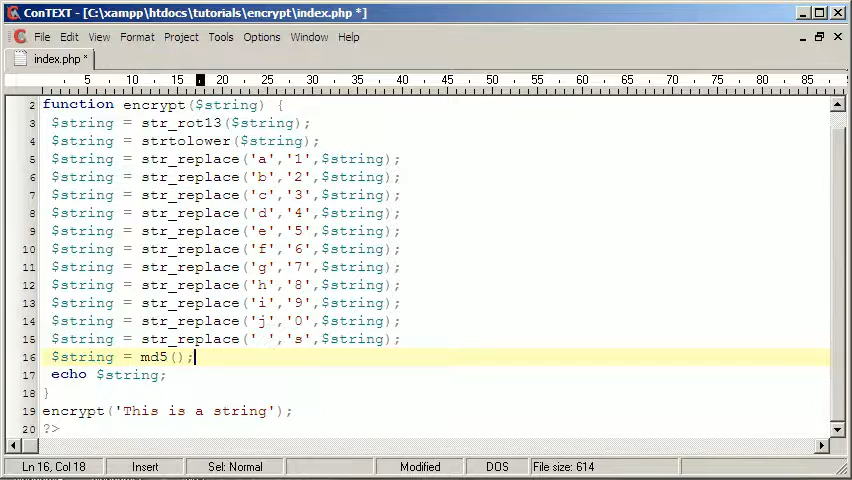 ConTEXT - [C:\xampp\htdocs\tutorials\encrypt\index.php *]
File Edit View Format Project Tools Options Window Help
index.php *
5 10 15 20 25 30 35 40 45 50 55 60 65 70 75 80 85
2 function encrypt($string) {
3 $string = str_rot13($string);
4 $string = strtolower($string);
5 $string = str_replace('a','1',$string);
6 $string = str_replace('b','2',$string);
7 $string = str_replace('c','3',$string);
8 $string = str_replace('d','4',$string);
9 $string = str_replace('e','5',$string);
10 $string = str_replace('f','6',$string);
11 $string = str_replace('g','7',$string);
12 $string = str_replace('h','8',$string);
13 $string = str_replace('i','9',$string);
14 $string = str_replace('j','0',$string);
15 $string = str_replace(' ','s',$string);
16 $string = md5();
17 echo $string;
18 }
19 encrypt('This is a string');
20 ?>
Ln 16, Col 18 Insert Sel: Normal Modified DOS File size: 614